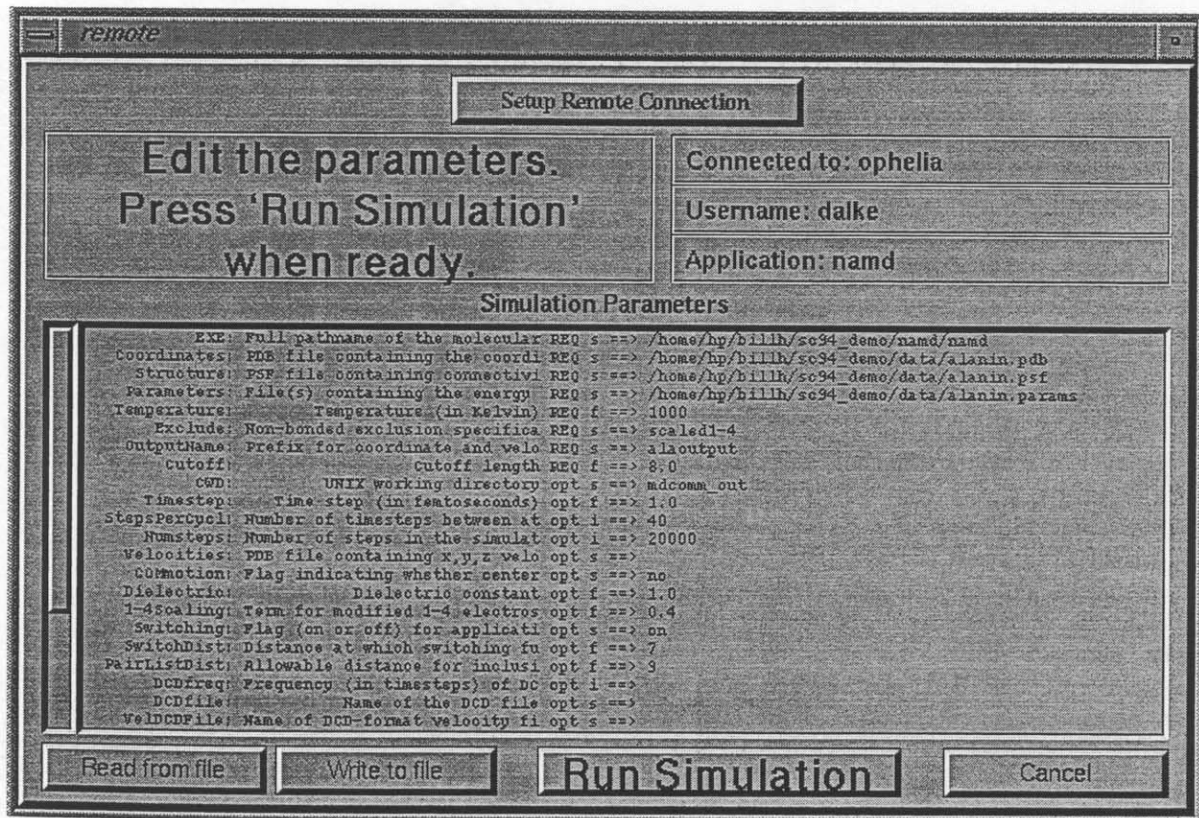 remote
Setup Remote Connection
Edit the parameters.
Press ‘Run Simulation’
when ready.
Connected to: ophelia
Username: dalke
Application: namd
Simulation Parameters
EXE: Full pathname of the molecular REQ s ==> /home/hp/billh/sc94_demo/namd/namd
Coordinates: PDB file containing the coordi REQ s ==> /home/hp/billh/sc94_demo/data/alanin.pdb
Structure: PSF file containing connectivi REQ s ==> /home/hp/billh/sc94_demo/data/alanin.psf
Parameters: File(s) containing the energy REQ s ==> /home/hp/billh/sc94_demo/data/alanin.params
Temperature: Temperature (in Kelvin) REQ f ==> 1000
Exclude: Non-bonded exclusion specifica REQ s ==> scaled1-4
OutputName: Prefix for coordinate and velo REQ s ==> alaoutput
Cutoff: Cutoff length REQ f ==> 8.0
CWD: UNIX working directory opt s ==> mdcomm_out
Timestep: Time step (in femtoseconds) opt f ==> 1.0
StepsPerCycl: Number of timesteps between at opt i ==> 40
Numsteps: Number of steps in the simulat opt i ==> 20000
Velocities: PDB file containing x,y,z velo opt s ==>
COMmotion: Flag indicating whether center opt s ==> no
Dielectric: Dielectric constant opt f ==> 1.0
1-4Scaling: Term for modified 1-4 electros opt f ==> 0.4
Switching: Flag (on or off) for applicati opt s ==> on
SwitchDist: Distance at which switching fu opt f ==> 7
PairListDist: Allowable distance for inclusi opt f ==> 9
DCDfreq: Frequency (in timesteps) of DC opt i ==>
DCDfile: Name of the DCD file opt s ==>
VelDCDFile: Name of DCD-format velocity fi opt s ==>
Read from file
Write to file
Run Simulation
Cancel